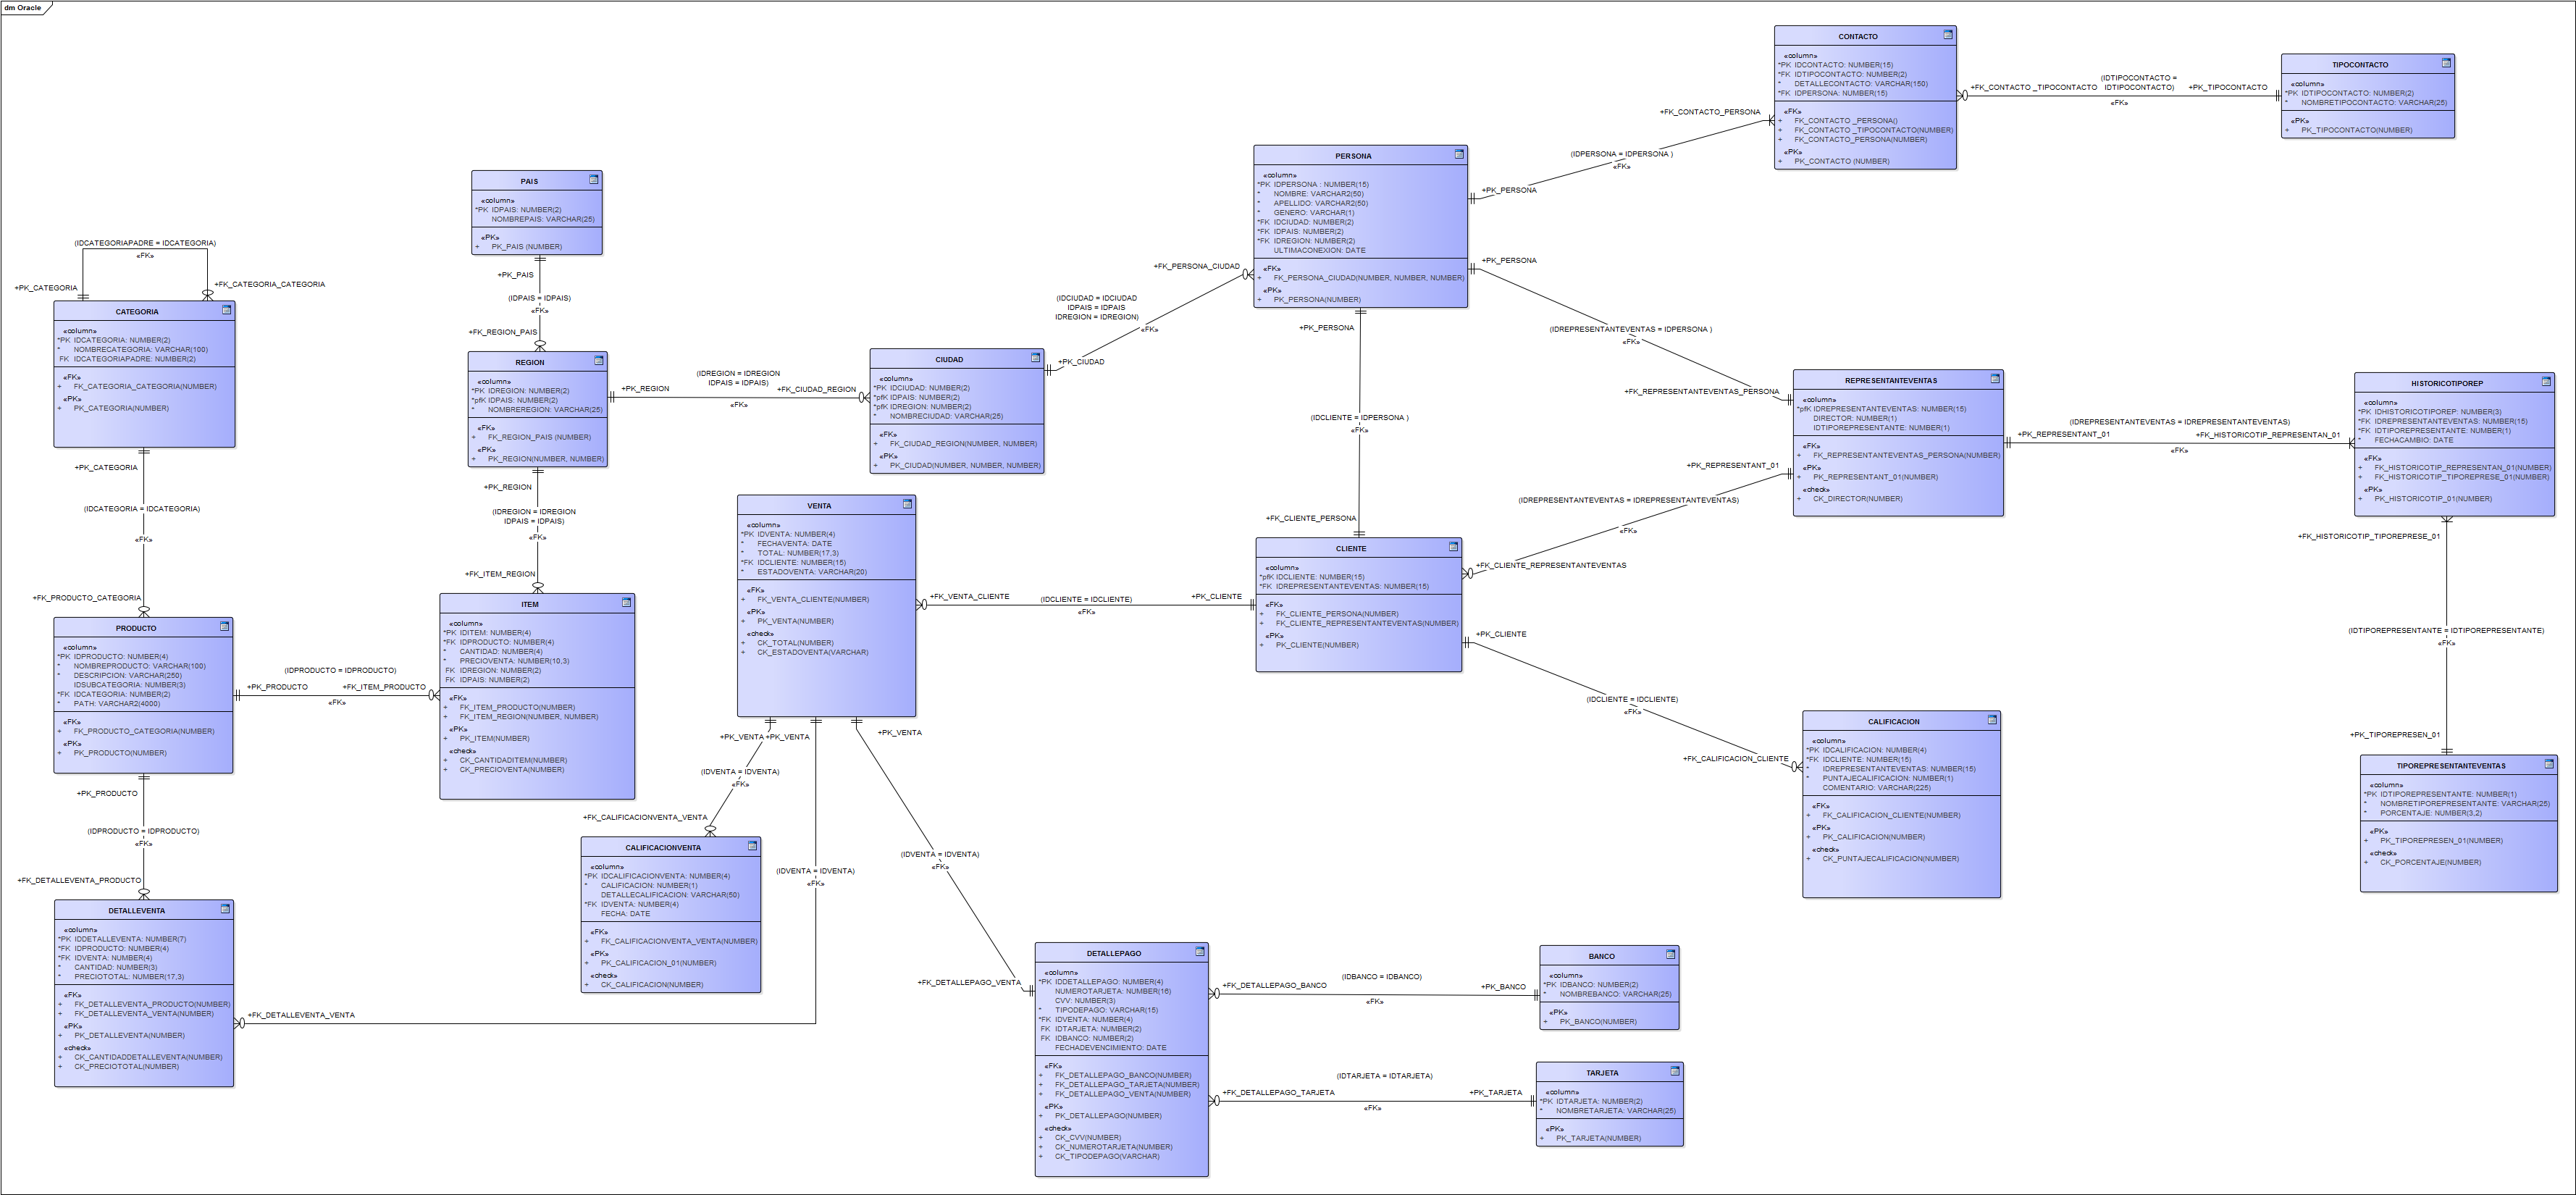 dm Oracle
CONTACTO
«column»
*PK IDCONTACTO: NUMBER(15)
*FK IDTIPOCONTACTO: NUMBER(2)
* DETALLECONTACTO: VARCHAR(150)
*FK IDPERSONA: NUMBER(15)
«FK»
+ FK_CONTACTO _PERSONA()
+ FK_CONTACTO _TIPOCONTACTO(NUMBER)
+ FK_CONTACTO_PERSONA(NUMBER)
«PK»
+ PK_CONTACTO (NUMBER)
+FK_CONTACTO _TIPOCONTACTO
(IDTIPOCONTACTO =
IDTIPOCONTACTO)
«FK»
+PK_TIPOCONTACTO
TIPOCONTACTO
«column»
*PK IDTIPOCONTACTO: NUMBER(2)
* NOMBRETIPOCONTACTO: VARCHAR(25)
«PK»
+ PK_TIPOCONTACTO(NUMBER)
+FK_CONTACTO_PERSONA
(IDPERSONA = IDPERSONA )
«FK»
+PK_PERSONA
PERSONA
«column»
*PK IDPERSONA : NUMBER(15)
* NOMBRE: VARCHAR2(50)
* APELLIDO: VARCHAR2(50)
* GENERO: VARCHAR(1)
*FK IDCIUDAD: NUMBER(2)
*FK IDPAIS: NUMBER(2)
*FK IDREGION: NUMBER(2)
ULTIMACONEXION: DATE
«FK»
+ FK_PERSONA_CIUDAD(NUMBER, NUMBER, NUMBER)
«PK»
+ PK_PERSONA(NUMBER)
PAIS
«column»
*PK IDPAIS: NUMBER(2)
NOMBREPAIS: VARCHAR(25)
«PK»
+ PK_PAIS (NUMBER)
+PK_PAIS
(IDPAIS = IDPAIS)
«FK»
+FK_REGION_PAIS
(IDCATEGORIAPADRE = IDCATEGORIA)
«FK»
+PK_CATEGORIA
+FK_CATEGORIA_CATEGORIA
CATEGORIA
«column»
*PK IDCATEGORIA: NUMBER(2)
* NOMBRECATEGORIA: VARCHAR(100)
FK IDCATEGORIAPADRE: NUMBER(2)
«FK»
+ FK_CATEGORIA_CATEGORIA(NUMBER)
«PK»
+ PK_CATEGORIA(NUMBER)
REGION
«column»
*PK IDREGION: NUMBER(2)
*pfK IDPAIS: NUMBER(2)
* NOMBREREGION: VARCHAR(25)
«FK»
+ FK_REGION_PAIS (NUMBER)
«PK»
+ PK_REGION(NUMBER, NUMBER)
+PK_REGION
(IDREGION = IDREGION
IDPAIS = IDPAIS)
«FK»
+FK_CIUDAD_REGION
CIUDAD
«column»
*PK IDCIUDAD: NUMBER(2)
*pfK IDPAIS: NUMBER(2)
*pfK IDREGION: NUMBER(2)
* NOMBRECIUDAD: VARCHAR(25)
«FK»
+ FK_CIUDAD_REGION(NUMBER, NUMBER)
«PK»
+ PK_CIUDAD(NUMBER, NUMBER, NUMBER)
+FK_PERSONA_CIUDAD
(IDCIUDAD = IDCIUDAD
IDPAIS = IDPAIS
IDREGION = IDREGION)
«FK»
+PK_CIUDAD
+PK_PERSONA
(IDCLIENTE = IDPERSONA )
«FK»
+FK_CLIENTE_PERSONA
+PK_PERSONA
(IDREPRESENTANTEVENTAS = IDPERSONA )
«FK»
+FK_REPRESENTANTEVENTAS_PERSONA
REPRESENTANTEVENTAS
«column»
*pfK IDREPRESENTANTEVENTAS: NUMBER(15)
DIRECTOR: NUMBER(1)
IDTIPOREPRESENTANTE: NUMBER(1)
«FK»
+ FK_REPRESENTANTEVENTAS_PERSONA(NUMBER)
«PK»
+ PK_REPRESENTANT_01(NUMBER)
«check»
+ CK_DIRECTOR(NUMBER)
+PK_REPRESENTANT_01
(IDREPRESENTANTEVENTAS = IDREPRESENTANTEVENTAS)
«FK»
+FK_HISTORICOTIP_REPRESENTAN_01
HISTORICOTIPOREP
«column»
*PK IDHISTORICOTIPOREP: NUMBER(3)
*FK IDREPRESENTANTEVENTAS: NUMBER(15)
*FK IDTIPOREPRESENTANTE: NUMBER(1)
* FECHACAMBIO: DATE
«FK»
+ FK_HISTORICOTIP_REPRESENTAN_01(NUMBER)
+ FK_HISTORICOTIP_TIPOREPRESE_01(NUMBER)
«PK»
+ PK_HISTORICOTIP_01(NUMBER)
+PK_REPRESENTANT_01
(IDREPRESENTANTEVENTAS = IDREPRESENTANTEVENTAS)
«FK»
+FK_CLIENTE_REPRESENTANTEVENTAS
+PK_CATEGORIA
(IDCATEGORIA = IDCATEGORIA)
«FK»
+FK_PRODUCTO_CATEGORIA
+PK_REGION
(IDREGION = IDREGION
IDPAIS = IDPAIS)
«FK»
+FK_ITEM_REGION
VENTA
«column»
*PK IDVENTA: NUMBER(4)
* FECHAVENTA: DATE
* TOTAL: NUMBER(17,3)
*FK IDCLIENTE: NUMBER(15)
* ESTADOVENTA: VARCHAR(20)
«FK»
+ FK_VENTA_CLIENTE(NUMBER)
«PK»
+ PK_VENTA(NUMBER)
«check»
+ CK_TOTAL(NUMBER)
+ CK_ESTADOVENTA(VARCHAR)
+FK_VENTA_CLIENTE
(IDCLIENTE = IDCLIENTE)
«FK»
+PK_CLIENTE
CLIENTE
«column»
*pfK IDCLIENTE: NUMBER(15)
*FK IDREPRESENTANTEVENTAS: NUMBER(15)
«FK»
+ FK_CLIENTE_PERSONA(NUMBER)
+ FK_CLIENTE_REPRESENTANTEVENTAS(NUMBER)
«PK»
+ PK_CLIENTE(NUMBER)
+PK_CLIENTE
(IDCLIENTE = IDCLIENTE)
«FK»
+FK_CALIFICACION_CLIENTE
+FK_HISTORICOTIP_TIPOREPRESE_01
(IDTIPOREPRESENTANTE = IDTIPOREPRESENTANTE)
«FK»
+PK_TIPOREPRESEN_01
PRODUCTO
«column»
*PK IDPRODUCTO: NUMBER(4)
* NOMBREPRODUCTO: VARCHAR(100)
* DESCRIPCION: VARCHAR(250)
IDSUBCATEGORIA: NUMBER(3)
*FK IDCATEGORIA: NUMBER(2)
* PATH: VARCHAR2(4000)
«FK»
+ FK_PRODUCTO_CATEGORIA(NUMBER)
«PK»
+ PK_PRODUCTO(NUMBER)
+PK_PRODUCTO
(IDPRODUCTO = IDPRODUCTO)
«FK»
+FK_ITEM_PRODUCTO
ITEM
«column»
*PK IDITEM: NUMBER(4)
*FK IDPRODUCTO: NUMBER(4)
* CANTIDAD: NUMBER(4)
* PRECIOVENTA: NUMBER(10,3)
FK IDREGION: NUMBER(2)
FK IDPAIS: NUMBER(2)
«FK»
+ FK_ITEM_PRODUCTO(NUMBER)
+ FK_ITEM_REGION(NUMBER, NUMBER)
«PK»
+ PK_ITEM(NUMBER)
«check»
+ CK_CANTIDADITEM(NUMBER)
+ CK_PRECIOVENTA(NUMBER)
+PK_VENTA
+PK_VENTA
+PK_VENTA
(IDVENTA = IDVENTA)
«FK»
+FK_CALIFICACIONVENTA_VENTA
CALIFICACION
«column»
*PK IDCALIFICACION: NUMBER(4)
*FK IDCLIENTE: NUMBER(15)
* IDREPRESENTANTEVENTAS: NUMBER(15)
* PUNTAJECALIFICACION: NUMBER(1)
COMENTARIO: VARCHAR(225)
«FK»
+ FK_CALIFICACION_CLIENTE(NUMBER)
«PK»
+ PK_CALIFICACION(NUMBER)
«check»
+ CK_PUNTAJECALIFICACION(NUMBER)
TIPOREPRESENTANTEVENTAS
«column»
*PK IDTIPOREPRESENTANTE: NUMBER(1)
* NOMBRETIPOREPRESENTANTE: VARCHAR(25)
* PORCENTAJE: NUMBER(3,2)
«PK»
+ PK_TIPOREPRESEN_01(NUMBER)
«check»
+ CK_PORCENTAJE(NUMBER)
+PK_PRODUCTO
(IDPRODUCTO = IDPRODUCTO)
«FK»
+FK_DETALLEVENTA_PRODUCTO
CALIFICACIONVENTA
«column»
*PK IDCALIFICACIONVENTA: NUMBER(4)
* CALIFICACION: NUMBER(1)
DETALLECALIFICACION: VARCHAR(50)
*FK IDVENTA: NUMBER(4)
FECHA: DATE
«FK»
+ FK_CALIFICACIONVENTA_VENTA(NUMBER)
«PK»
+ PK_CALIFICACION_01(NUMBER)
«check»
+ CK_CALIFICACION(NUMBER)
(IDVENTA = IDVENTA)
«FK»
(IDVENTA = IDVENTA)
«FK»
+FK_DETALLEPAGO_VENTA
DETALLEVENTA
«column»
*PK IDDETALLEVENTA: NUMBER(7)
*FK IDPRODUCTO: NUMBER(4)
*FK IDVENTA: NUMBER(4)
* CANTIDAD: NUMBER(3)
* PRECIOTOTAL: NUMBER(17,3)
«FK»
+ FK_DETALLEVENTA_PRODUCTO(NUMBER)
+ FK_DETALLEVENTA_VENTA(NUMBER)
«PK»
+ PK_DETALLEVENTA(NUMBER)
«check»
+ CK_CANTIDADDETALLEVENTA(NUMBER)
+ CK_PRECIOTOTAL(NUMBER)
+FK_DETALLEVENTA_VENTA
DETALLEPAGO
«column»
*PK IDDETALLEPAGO: NUMBER(4)
NUMEROTARJETA: NUMBER(16)
CVV: NUMBER(3)
* TIPODEPAGO: VARCHAR(15)
*FK IDVENTA: NUMBER(4)
FK IDTARJETA: NUMBER(2)
FK IDBANCO: NUMBER(2)
FECHADEVENCIMIENTO: DATE
«FK»
+ FK_DETALLEPAGO_BANCO(NUMBER)
+ FK_DETALLEPAGO_TARJETA(NUMBER)
+ FK_DETALLEPAGO_VENTA(NUMBER)
«PK»
+ PK_DETALLEPAGO(NUMBER)
«check»
+ CK_CVV(NUMBER)
+ CK_NUMEROTARJETA(NUMBER)
+ CK_TIPODEPAGO(VARCHAR)
+FK_DETALLEPAGO_BANCO
(IDBANCO = IDBANCO)
«FK»
+PK_BANCO
BANCO
«column»
*PK IDBANCO: NUMBER(2)
* NOMBREBANCO: VARCHAR(25)
«PK»
+ PK_BANCO(NUMBER)
+FK_DETALLEPAGO_TARJETA
(IDTARJETA = IDTARJETA)
«FK»
+PK_TARJETA
TARJETA
«column»
*PK IDTARJETA: NUMBER(2)
* NOMBRETARJETA: VARCHAR(25)
«PK»
+ PK_TARJETA(NUMBER)